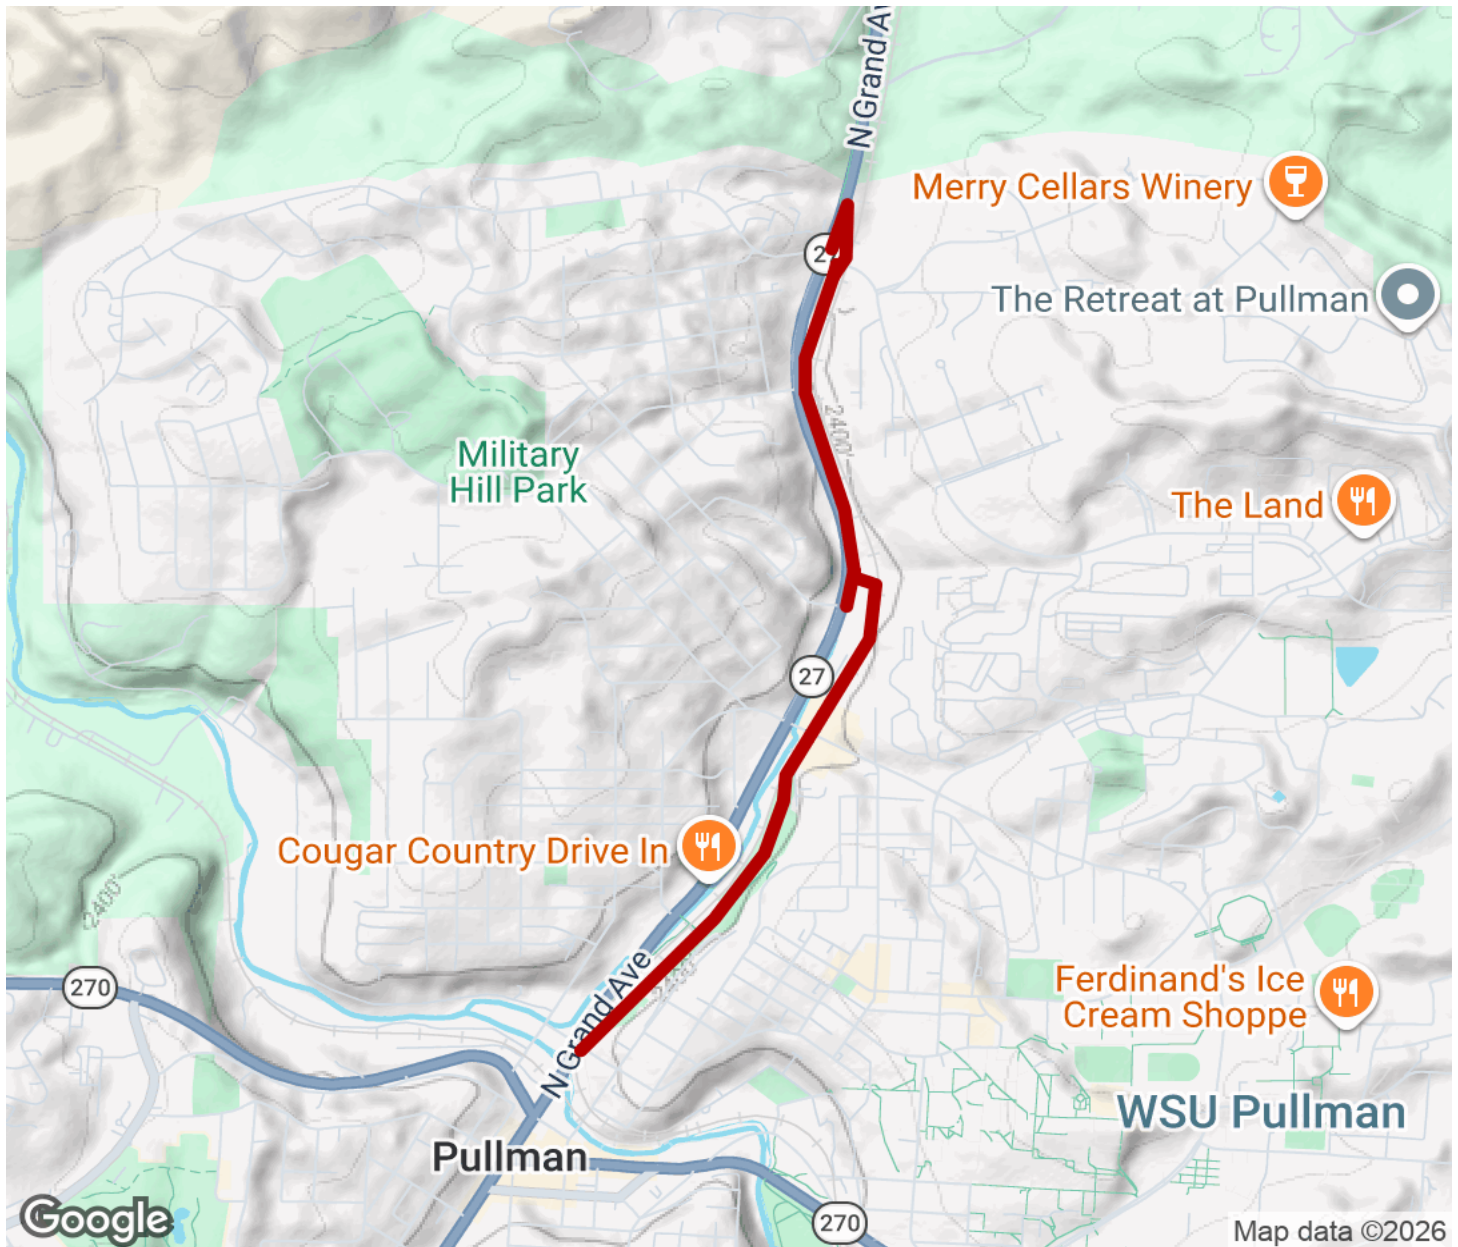 N Grand Av
Merry Cellars Winery
2
The Retreat at Pullman
2400'
Military
Hill Park
The Land
27
Cougar Country Drive In
2400'
270
N Grand Ave
Ferdinand's Ice
Cream Shoppe
WSU Pullman
Pullman
270
Google
Map data ©2026